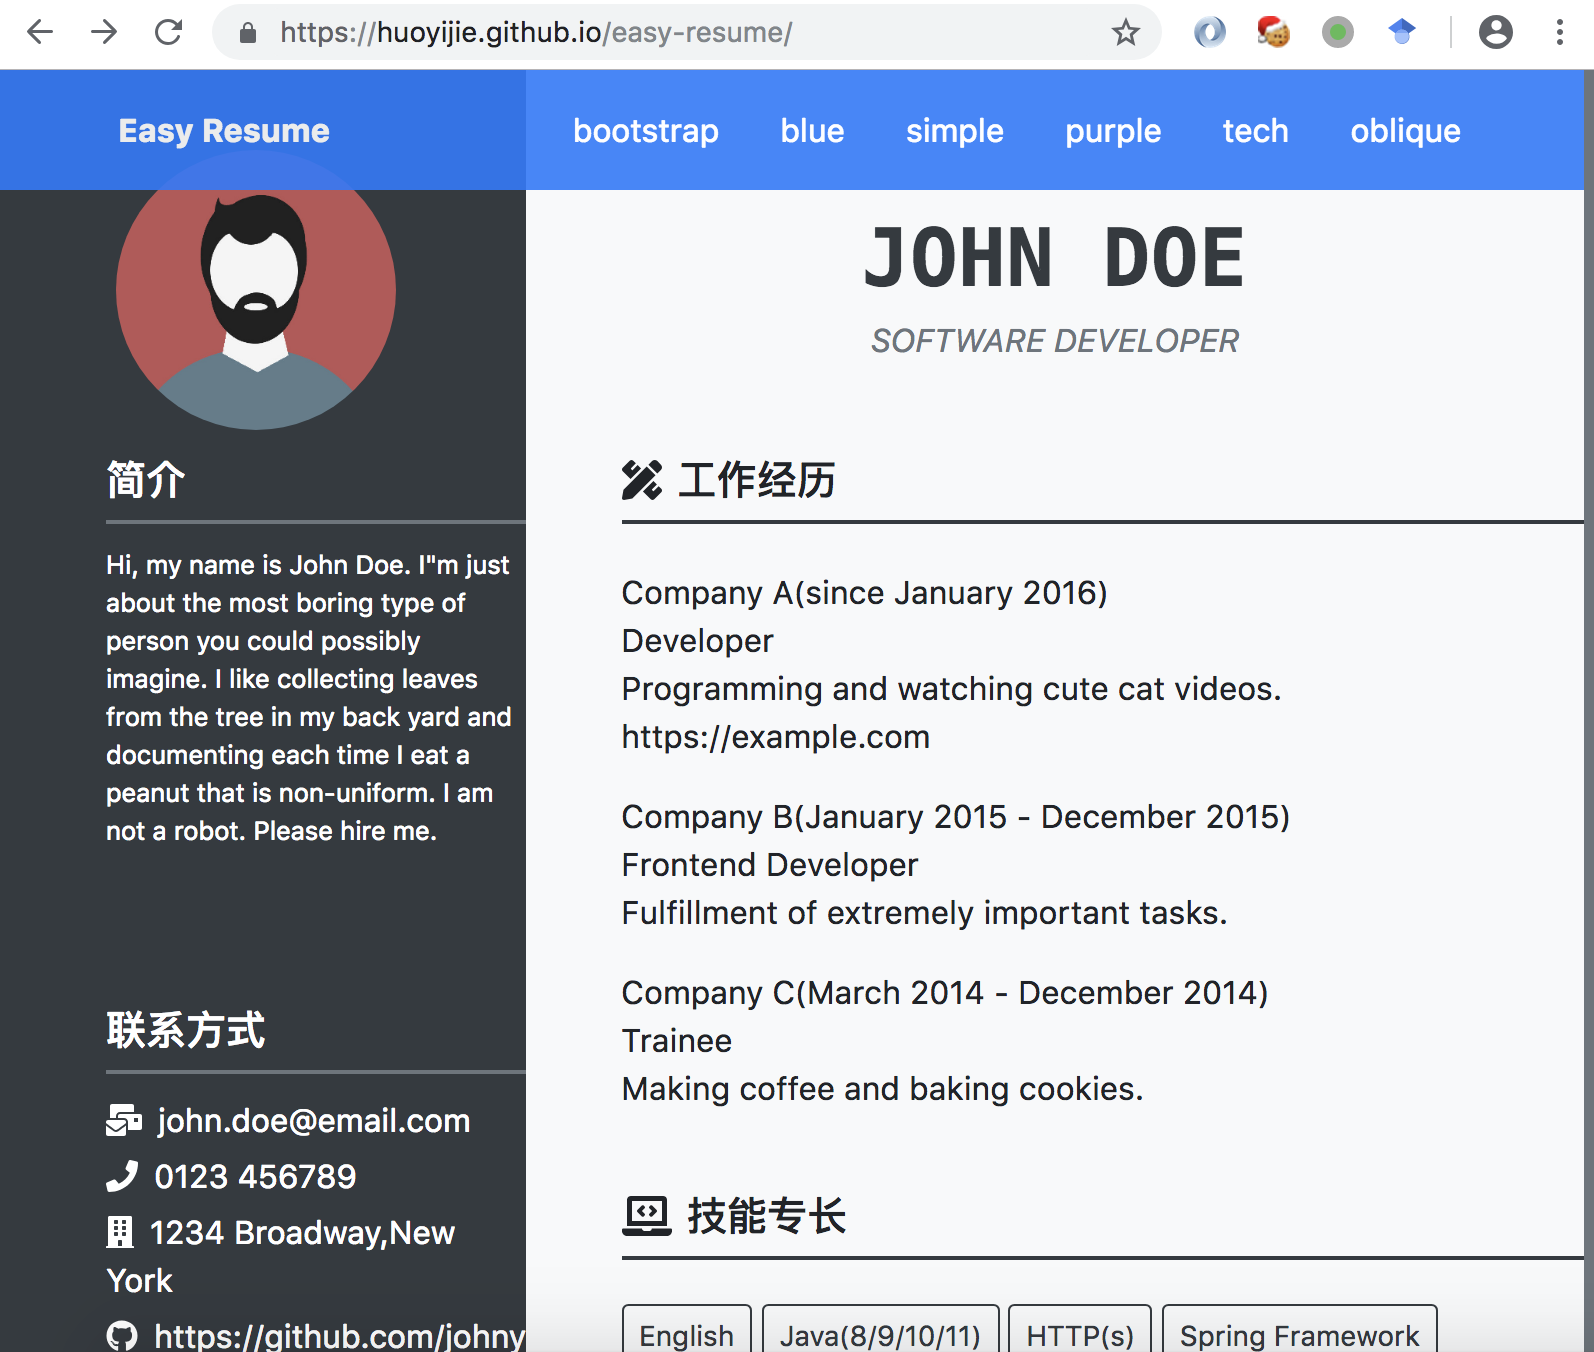 https://huoyijie.github.io/easy-resume/
Easy Resume
bootstrap blue simple purple tech oblique
简介
Hi, my name is John Doe. I"m just
about the most boring type of
person you could possibly
imagine. I like collecting leaves
from the tree in my back yard and
documenting each time I eat a
peanut that is non-uniform. I am
not a robot. Please hire me.
联系方式
john.doe@email.com
0123 456789
1234 Broadway,New
York
https://github.com/johny
JOHN DOE
SOFTWARE DEVELOPER
工作经历
Company A(since January 2016)
Developer
Programming and watching cute cat videos.
https://example.com
Company B(January 2015 - December 2015)
Frontend Developer
Fulfillment of extremely important tasks.
Company C(March 2014 - December 2014)
Trainee
Making coffee and baking cookies.
技能专长
English Java(8/9/10/11) HTTP(s) Spring Framework